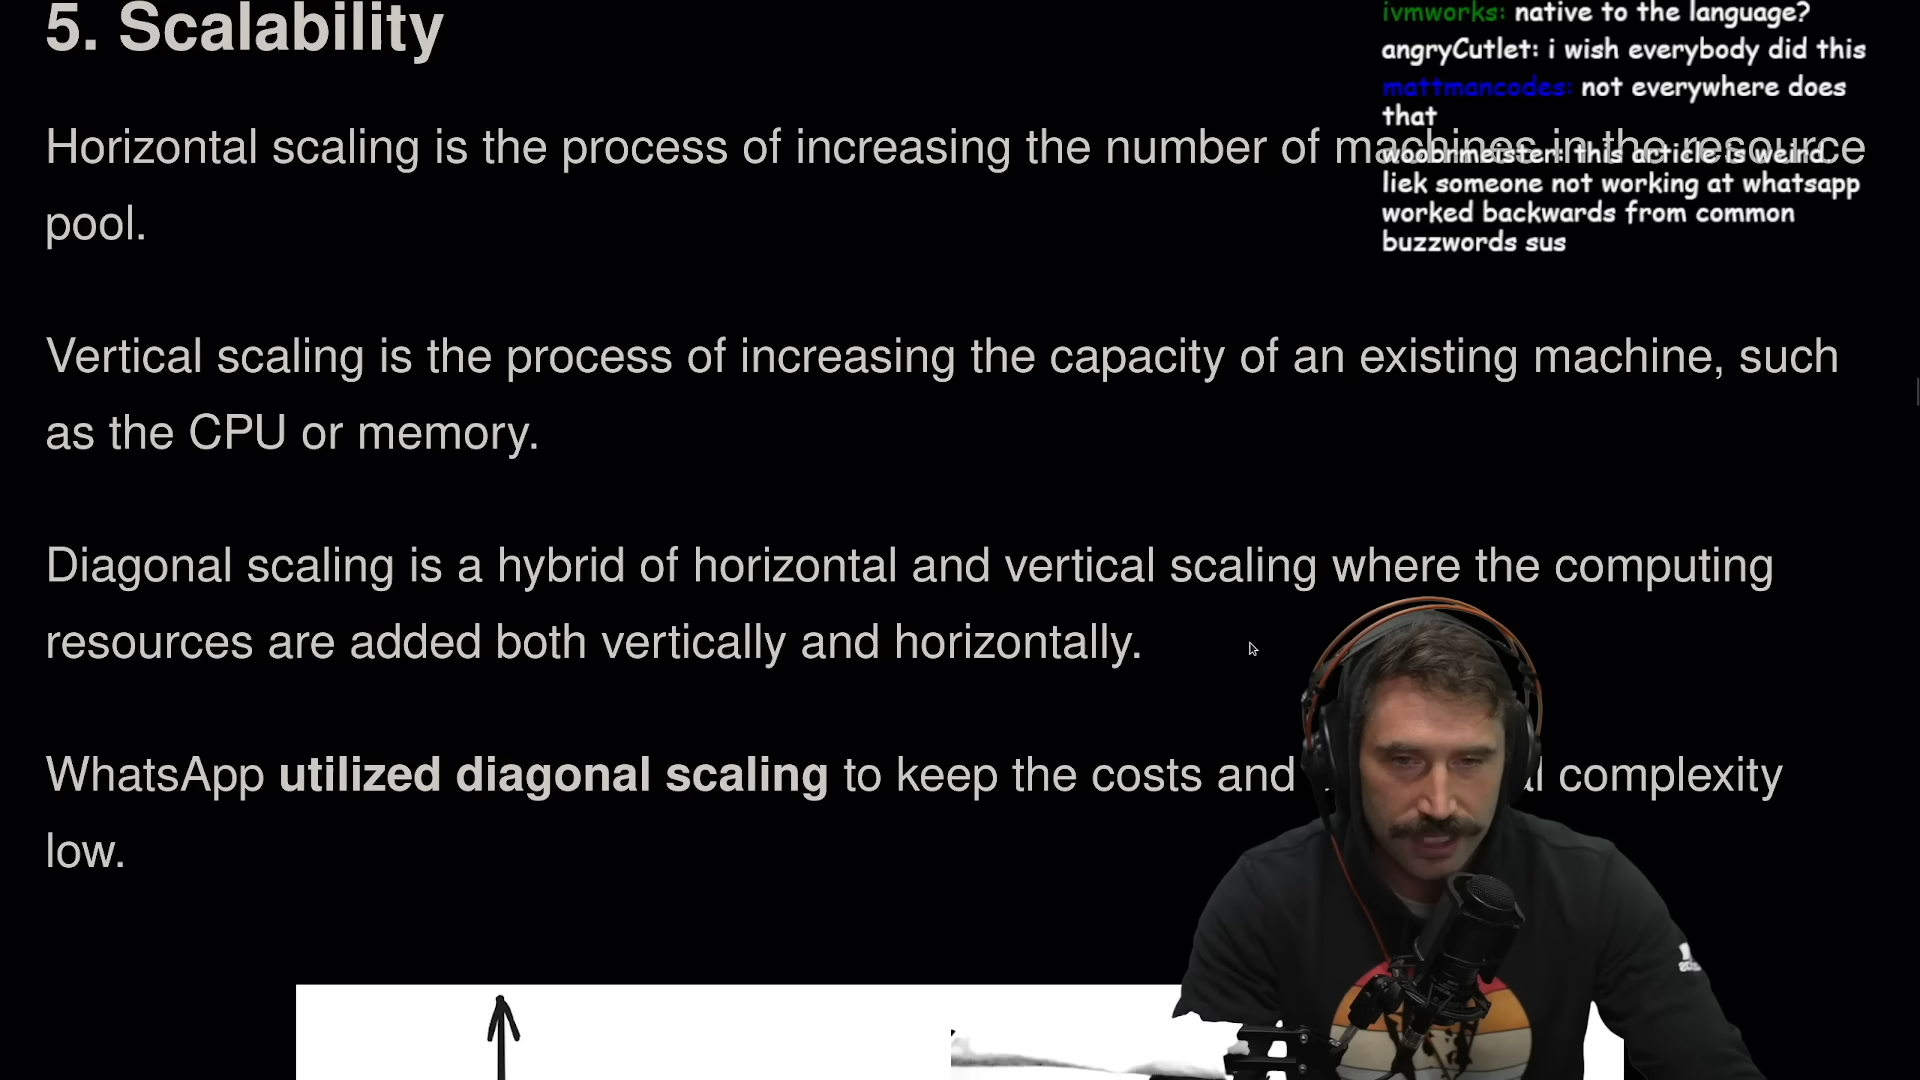 5. Scalability
Horizontal scaling is the process of increasing the number of machines in the resource
pool.
Vertical scaling is the process of increasing the capacity of an existing machine, such
as the CPU or memory.
Diagonal scaling is a hybrid of horizontal and vertical scaling where the computing
resources are added both vertically and horizontally.
WhatsApp utilized diagonal scaling to keep the costs and complexity
low.
ivmworks: native to the language?
angryCutlet: i wish everybody did this
mattmancodes: not everywhere does
that
this article is weird.
liek someone not working at whatsapp
worked backwards from common
buzzwords sus